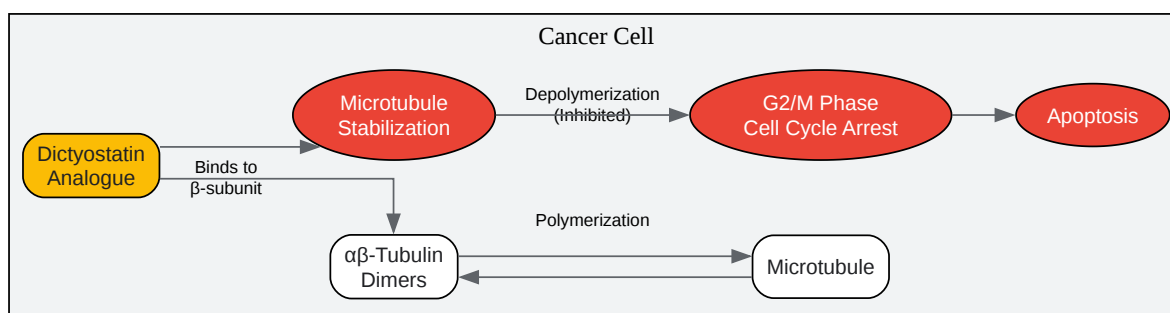 Cancer Cell
Microtubule
Stabilization
Depolymerization
(Inhibited)
G2/M Phase
Cell Cycle Arrest
Apoptosis
Dictyostatin
Analogue
Binds to
β-subunit
Polymerization
αβ-Tubulin
Dimers
Microtubule